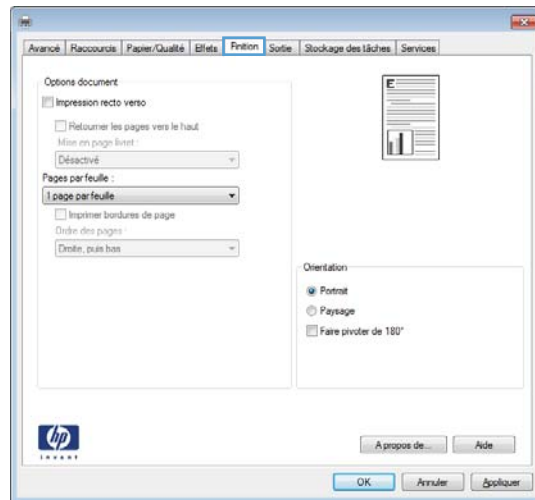 Avancé Raccourcis Papier/Qualité Effets Finition Sortie Stockage des tâches Services
Options document
Impression recto verso
Retourner les pages vers le haut
Mise en page livret :
Désactivé
Pages par feuille :
1 page par feuille
Imprimer bordures de page
Ordre des pages :
Droite, puis bas
E
Orientation
Portrait
Paysage
Faire pivoter de 180°
hp
invent
A propos de...
Aide
OK
Annuler
Appliquer